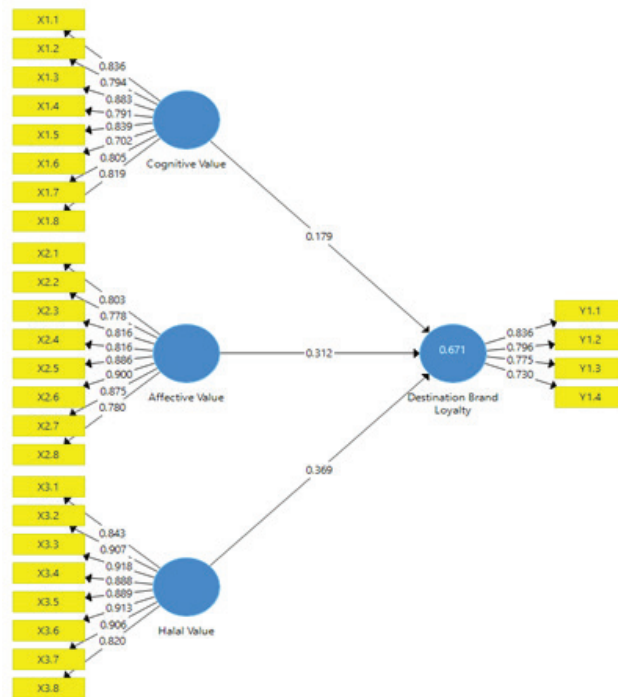 X1.1
X1.2
X1.3
X1.4
X1.5
X1.6
X1.7
X1.8
0.836
0.794
0.883
0.791
0.839
0.702
0.805
0.819
Cognitive Value
0.179
X2.1
X2.2
X2.3
X2.4
X2.5
X2.6
X2.7
X2.8
0.803
0.778
0.816
0.816
0.886
0.900
0.875
0.780
Affective Value
0.312
X3.1
X3.2
X3.3
X3.4
X3.5
X3.6
X3.7
X3.8
0.843
0.907
0.918
0.888
0.889
0.913
0.906
0.820
Halal Value
0.369
0.671
Destination Brand
Loyalty
0.836
0.796
0.775
0.730
Y1.1
Y1.2
Y1.3
Y1.4